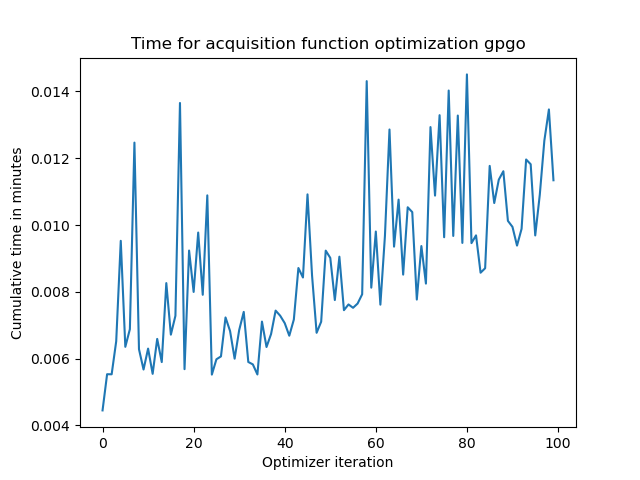 Time for acquisition function optimization gpgo
Cumulative time in minutes
0.014
0.012
0.010
0.008
0.006
0.004
0 20 40 60 80 100
Optimizer iteration